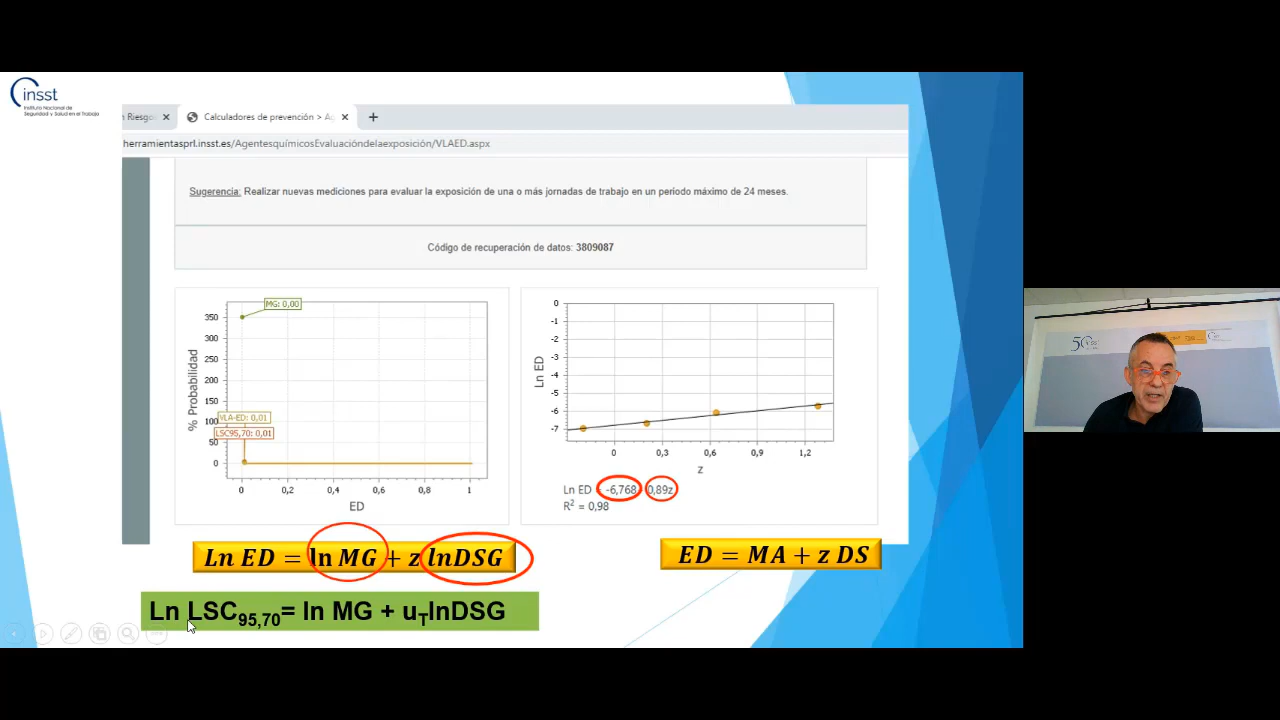 insst
Instituto Nacional de
Seguridad y Salud en el Trabajo
n Riesgo
Calculadores de prevención > Ag
herramientasprl.insst.es/AgentesquímicosEvaluacióndelaexposición/VLAED.aspx
Sugerencia: Realizar nuevas mediciones para evaluar la exposición de una o más jornadas de trabajo en un periodo máximo de 24 meses.
Código de recuperación de datos: 3809087
MG: 0,00
350
300
250
200
150
100
50
0
% Probabilidad
VLA-ED: 0,01
LSC95,70: 0,01
0 0,2 0,4 0,6 0,8 1
ED
0
-1
-2
-3
-4
-5
-6
-7
Ln ED
0 0,3 0,6 0,9 1,2
z
Ln ED = -6,768 0,89z
R² = 0,98
Ln ED = ln MG + z lnDSG
ED = MA + z DS
Ln LSC95,70= ln MG + uTlnDSG
50 insst